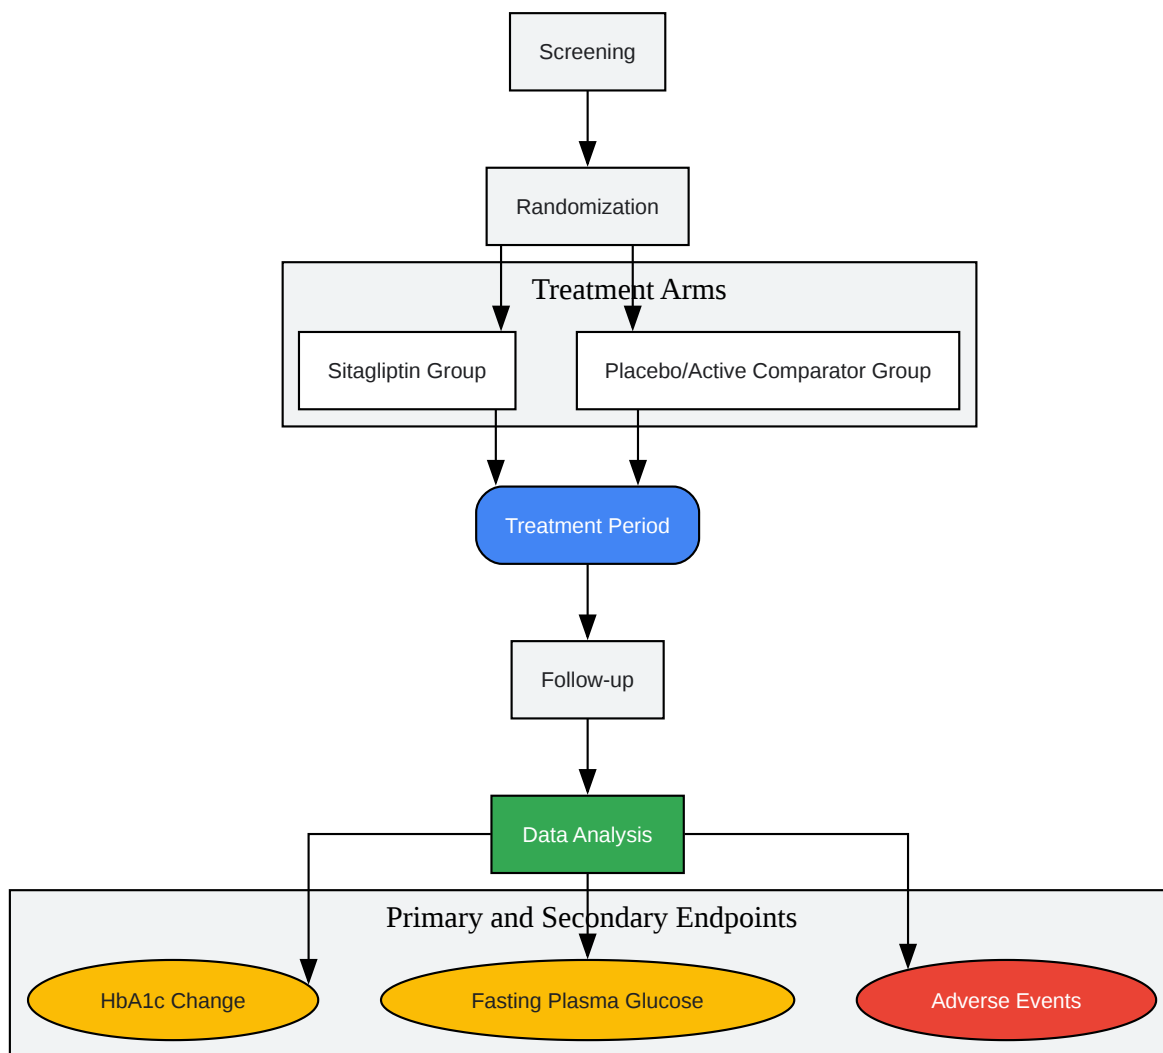 Screening
Randomization
Treatment Arms
Sitagliptin Group
Placebo/Active Comparator Group
Treatment Period
Follow-up
Data Analysis
Primary and Secondary Endpoints
HbA1c Change
Fasting Plasma Glucose
Adverse Events